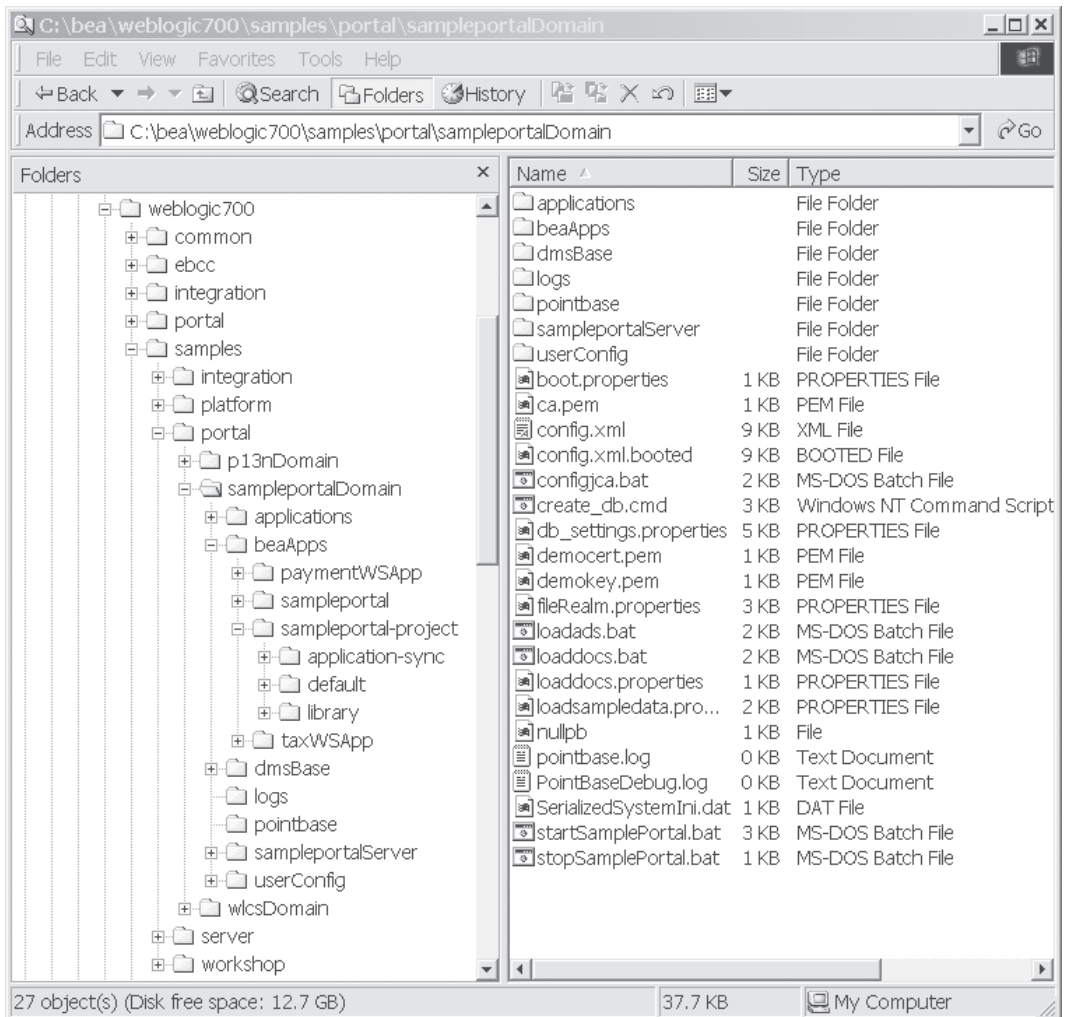 C:\bea\weblogic700\samples\portal\sampleportalDomain
File Edit View Favorites Tools Help
Back Search Folders History
Address C:\bea\weblogic700\samples\portal\sampleportalDomain Go
Folders
weblogic700
common
ebcc
integration
portal
samples
integration
platform
portal
p13nDomain
sampleportalDomain
applications
beaApps
paymentWSApp
sampleportal
sampleportal-project
application-sync
default
library
taxWSApp
dmsBase
logs
pointbase
sampleportalServer
userConfig
wlcsDomain
server
workshop
Name Size Type
applications File Folder
beaApps File Folder
dmsBase File Folder
logs File Folder
pointbase File Folder
sampleportalServer File Folder
userConfig File Folder
boot.properties 1 KB PROPERTIES File
ca.pem 1 KB PEM File
config.xml 9 KB XML File
config.xml.booted 9 KB BOOTED File
configjca.bat 2 KB MS-DOS Batch File
create_db.cmd 3 KB Windows NT Command Script
db_settings.properties 5 KB PROPERTIES File
democert.pem 1 KB PEM File
demokey.pem 1 KB PEM File
fileRealm.properties 3 KB PROPERTIES File
loadads.bat 2 KB MS-DOS Batch File
loaddocs.bat 2 KB MS-DOS Batch File
loaddocs.properties 1 KB PROPERTIES File
loadsampledata.pro... 2 KB PROPERTIES File
nullpb 1 KB File
pointbase.log 0 KB Text Document
PointBaseDebug.log 0 KB Text Document
SerializedSystemIni.dat 1 KB DAT File
startSamplePortal.bat 3 KB MS-DOS Batch File
stopSamplePortal.bat 1 KB MS-DOS Batch File
27 object(s) (Disk free space: 12.7 GB) 37.7 KB My Computer